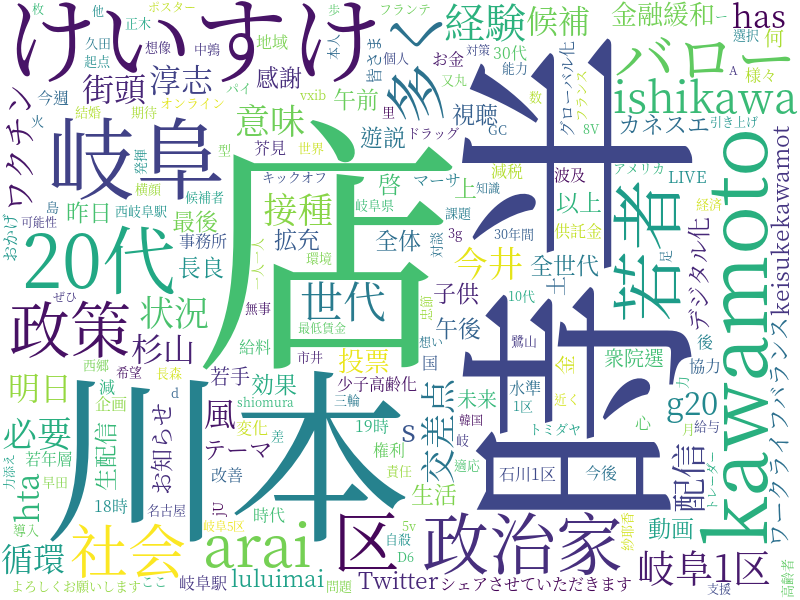 けいすけ
経験
候補
金融緩和
has
バロー
多く
街頭
淳志
感謝
今週
ワクチン
火
意味
午前
視聴
遊説
ishikawa
カネスエ
グローバル化
フランス
岐阜
店
日时
接種
芥見
キックオフ
啓
マーサ
上
以上
若者
デジタル化
kawamoto
keisukekawamot
ワークライフバランス
おかげ
昨日
西岐阜駅
最後
20代
事務所
長良
拡充
全体
世代
今井
全世代
政策
状況
杉山
子供
午後
投票
交差点
衆院選
明日
若手
効果
少子高齢化
未来
g20
川本
必要
お知らせ
風
テーマ
shiomura
19時
s
配信
生配信
若年層
hta
18時
名古屋
改善
権利
生活
石川1区
今後
トレーダー
社会
arai
区
政治家
動画
岐阜1区
循環
岐阜駅
luluimai
Twitter
シェアさせていただきます
よろしくお願いします
ここ
問題
支援
高齢者
ポスター
久田
起点
想像
中鶉
地域
お金
30代
対策
能力
個人
皆さま
本人
フランテ
正木
結婚
期待
オンライン
パイ
vxib
又丸
里
ドラッグ
GC
8V
引き上げ
選択
何
様々
A
世界
減税
波及
アメリカ
LIVE
経済
知識
候補者
岐阜県
課題
供託金
30年間
3g
対談
環境
一人一人
横顔
発揮
可能性
島
無事
最低賃金
10代
鷺山
協力
後
国
想い
市井
給料
西郷
希望
長森
三輪
水準
1区
近く
トミダヤ
韓国
心
給与
月
力
企画
減
変化
差
責任
適応
時代
岐阜5区
自殺
D6
5v
ju
早田
導入
力添え
ぜひ
土
足
金
岐
数
型
歩
他
枚
d